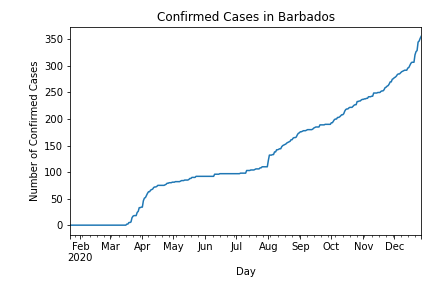 Confirmed Cases in Barbados
Number of Confirmed Cases
350
300
250
200
150
100
50
0
Feb Mar Apr May Jun Jul Aug Sep Oct Nov Dec
2020
Day